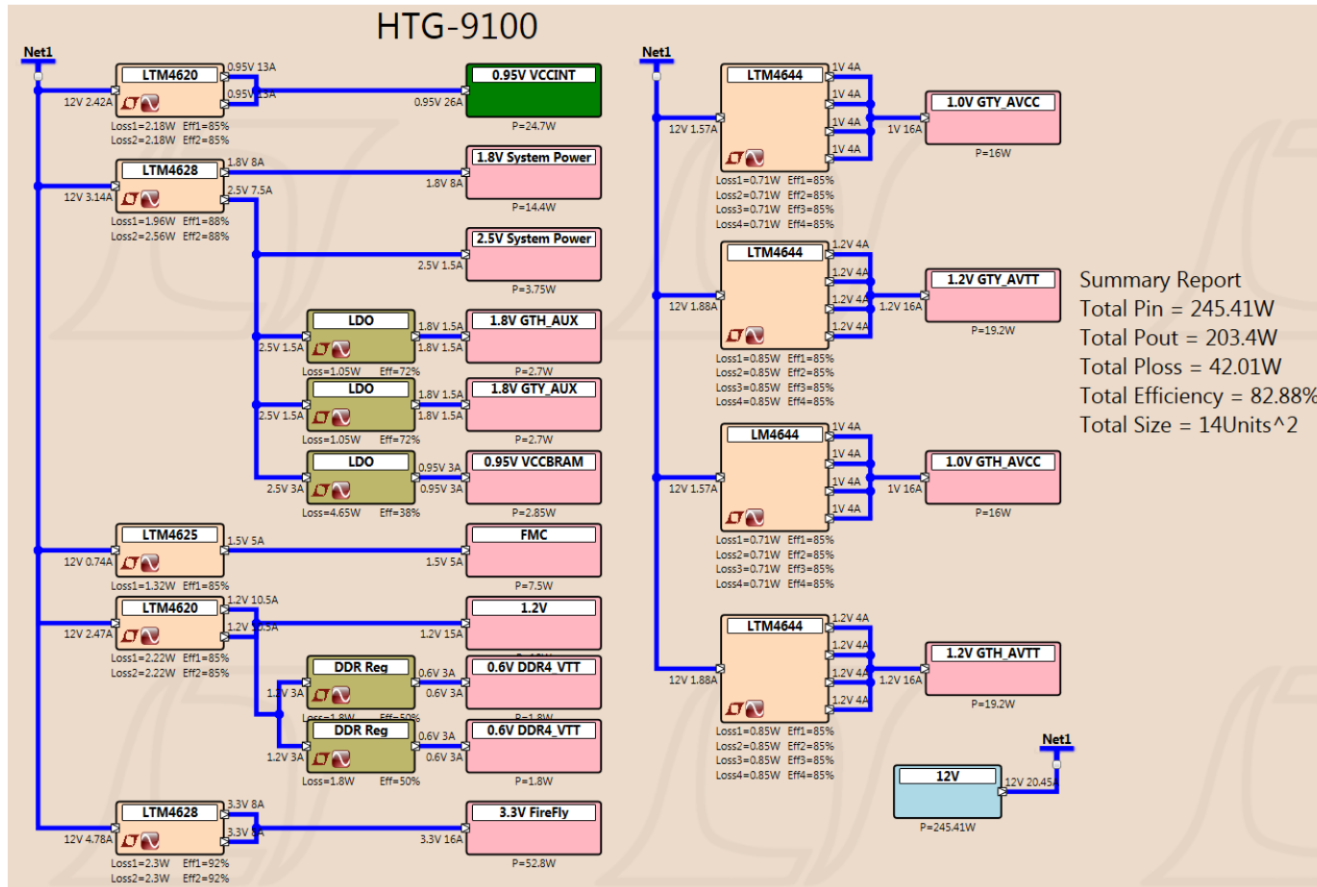 HTG-9100
Net1
LTM4620
0.95V 13A
0.95V 13A
12V 2.42A
Loss1=2.18W Eff1=85%
Loss2=2.18W Eff2=85%
0.95V VCCINT
0.95V 26A
P=24.7W
LTM4628
1.8V 8A
2.5V 7.5A
12V 3.14A
Loss1=1.96W Eff1=88%
Loss2=2.56W Eff2=88%
1.8V System Power
1.8V 8A
P=14.4W
2.5V System Power
2.5V 1.5A
P=3.75W
LDO
2.5V 1.5A
1.8V 1.5A
1.8V 1.5A
Loss=1.05W Eff=72%
1.8V GTH_AUX
P=2.7W
LDO
2.5V 1.5A
1.8V 1.5A
1.8V 1.5A
Loss=1.05W Eff=72%
1.8V GTY_AUX
P=2.7W
LDO
2.5V 3A
0.95V 3A
0.95V 3A
Loss=4.65W Eff=38%
0.95V VCCBRAM
P=2.85W
LTM4625
1.5V 5A
12V 0.74A
Loss1=1.32W Eff1=85%
FMC
1.5V 5A
P=7.5W
LTM4620
1.2V 10.5A
1.2V 10.5A
12V 2.47A
Loss1=2.22W Eff1=85%
Loss2=2.22W Eff2=85%
1.2V
1.2V 15A
DDR Reg
1.2V 3A
0.6V 3A
0.6V 3A
Loss=1.8W Eff=50%
0.6V DDR4_VTT
P=1.8W
DDR Reg
1.2V 3A
0.6V 3A
0.6V 3A
Loss=1.8W Eff=50%
0.6V DDR4_VTT
P=1.8W
LTM4628
3.3V 8A
3.3V 8A
12V 4.78A
Loss1=2.3W Eff1=92%
Loss2=2.3W Eff2=92%
3.3V FireFly
3.3V 16A
P=52.8W
Net1
LTM4644
1V 4A
1V 4A
1V 4A
1V 4A
12V 1.57A
Loss1=0.71W Eff1=85%
Loss2=0.71W Eff2=85%
Loss3=0.71W Eff3=85%
Loss4=0.71W Eff4=85%
1.0V GTY_AVCC
1V 16A
P=16W
LTM4644
1.2V 4A
1.2V 4A
1.2V 4A
1.2V 4A
12V 1.88A
Loss1=0.85W Eff1=85%
Loss2=0.85W Eff2=85%
Loss3=0.85W Eff3=85%
Loss4=0.85W Eff4=85%
1.2V GTY_AVTT
1.2V 16A
P=19.2W
LM4644
1V 4A
1V 4A
1V 4A
1V 4A
12V 1.57A
Loss1=0.71W Eff1=85%
Loss2=0.71W Eff2=85%
Loss3=0.71W Eff3=85%
Loss4=0.71W Eff4=85%
1.0V GTH_AVCC
1V 16A
P=16W
LTM4644
1.2V 4A
1.2V 4A
1.2V 4A
1.2V 4A
12V 1.88A
Loss1=0.85W Eff1=85%
Loss2=0.85W Eff2=85%
Loss3=0.85W Eff3=85%
Loss4=0.85W Eff4=85%
1.2V GTH_AVTT
1.2V 16A
P=19.2W
Net1
12V
12V 20.45A
P=245.41W
Summary Report
Total Pin = 245.41W
Total Pout = 203.4W
Total Ploss = 42.01W
Total Efficiency = 82.88%
Total Size = 14Units^2